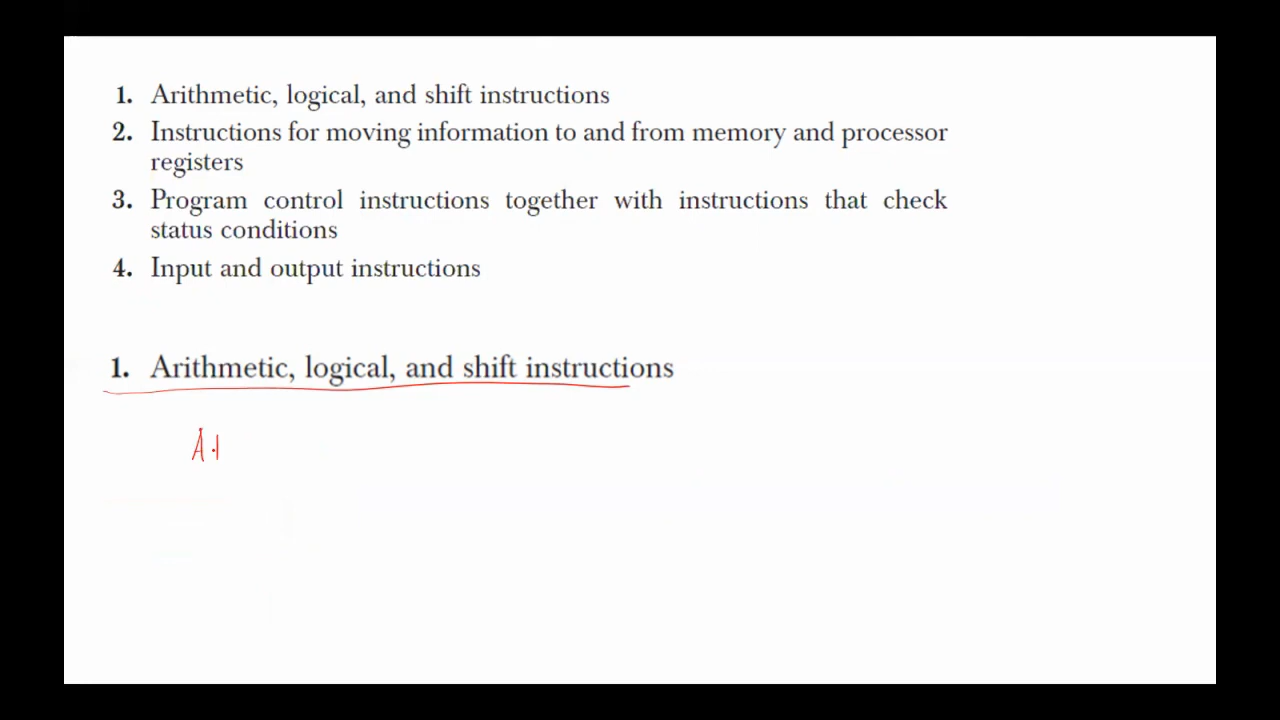 1. Arithmetic, logical, and shift instructions
2. Instructions for moving information to and from memory and processor
registers
3. Program control instructions together with instructions that check
status conditions
4. Input and output instructions
1. Arithmetic, logical, and shift instructions